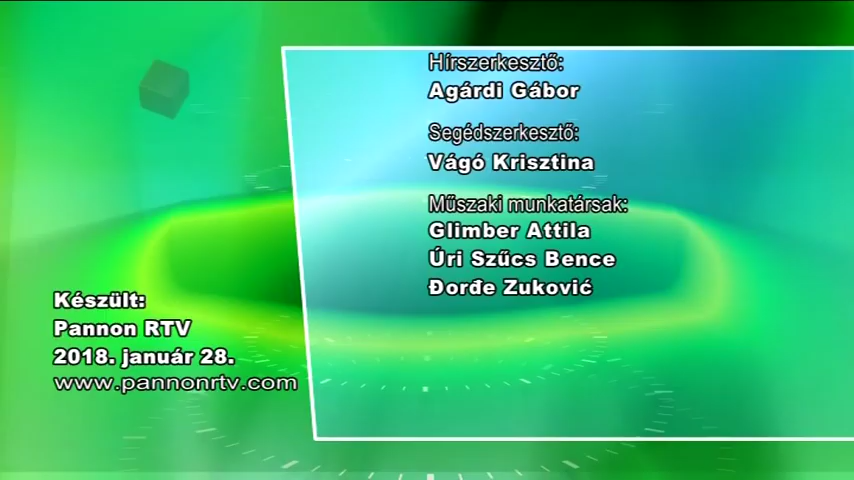 Hírszerkesztő:
Agárdi Gábor
Segédszerkesztő:
Vágó Krisztina
Műszaki munkatársak:
Glimber Attila
Úri Szűcs Bence
Đorđe Zuković
Készült:
Pannon RTV
2018. január 28.
www.pannonrtv.com